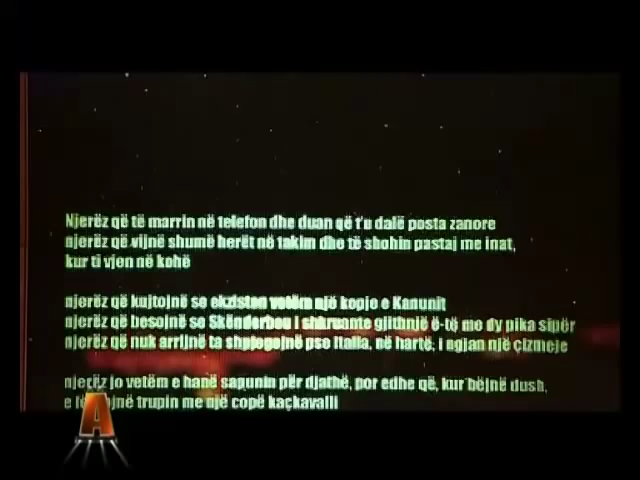 Njerëz që të marrin në telefon dhe duan që t'u dalë posta zanore
njerëz që vijnë shumë herët në takim dhe të shohin pastaj me inat,
kur ti vjen në kohë
njerëz që kujtojnë se ekziston vetëm një kopje e Kanunit
njerëz që besojnë se Skënderbeu i shkruante gjithnjë ë-të me dy pika sipër
njerëz që nuk arrijnë ta shpjegojnë pse Italia, në hartë, i ngjan një çizmeje
njerëz jo vetëm e hanë sapunin për djathë, por edhe që, kur bëjnë dush,
e trupin me një copë kaçkavalli
A